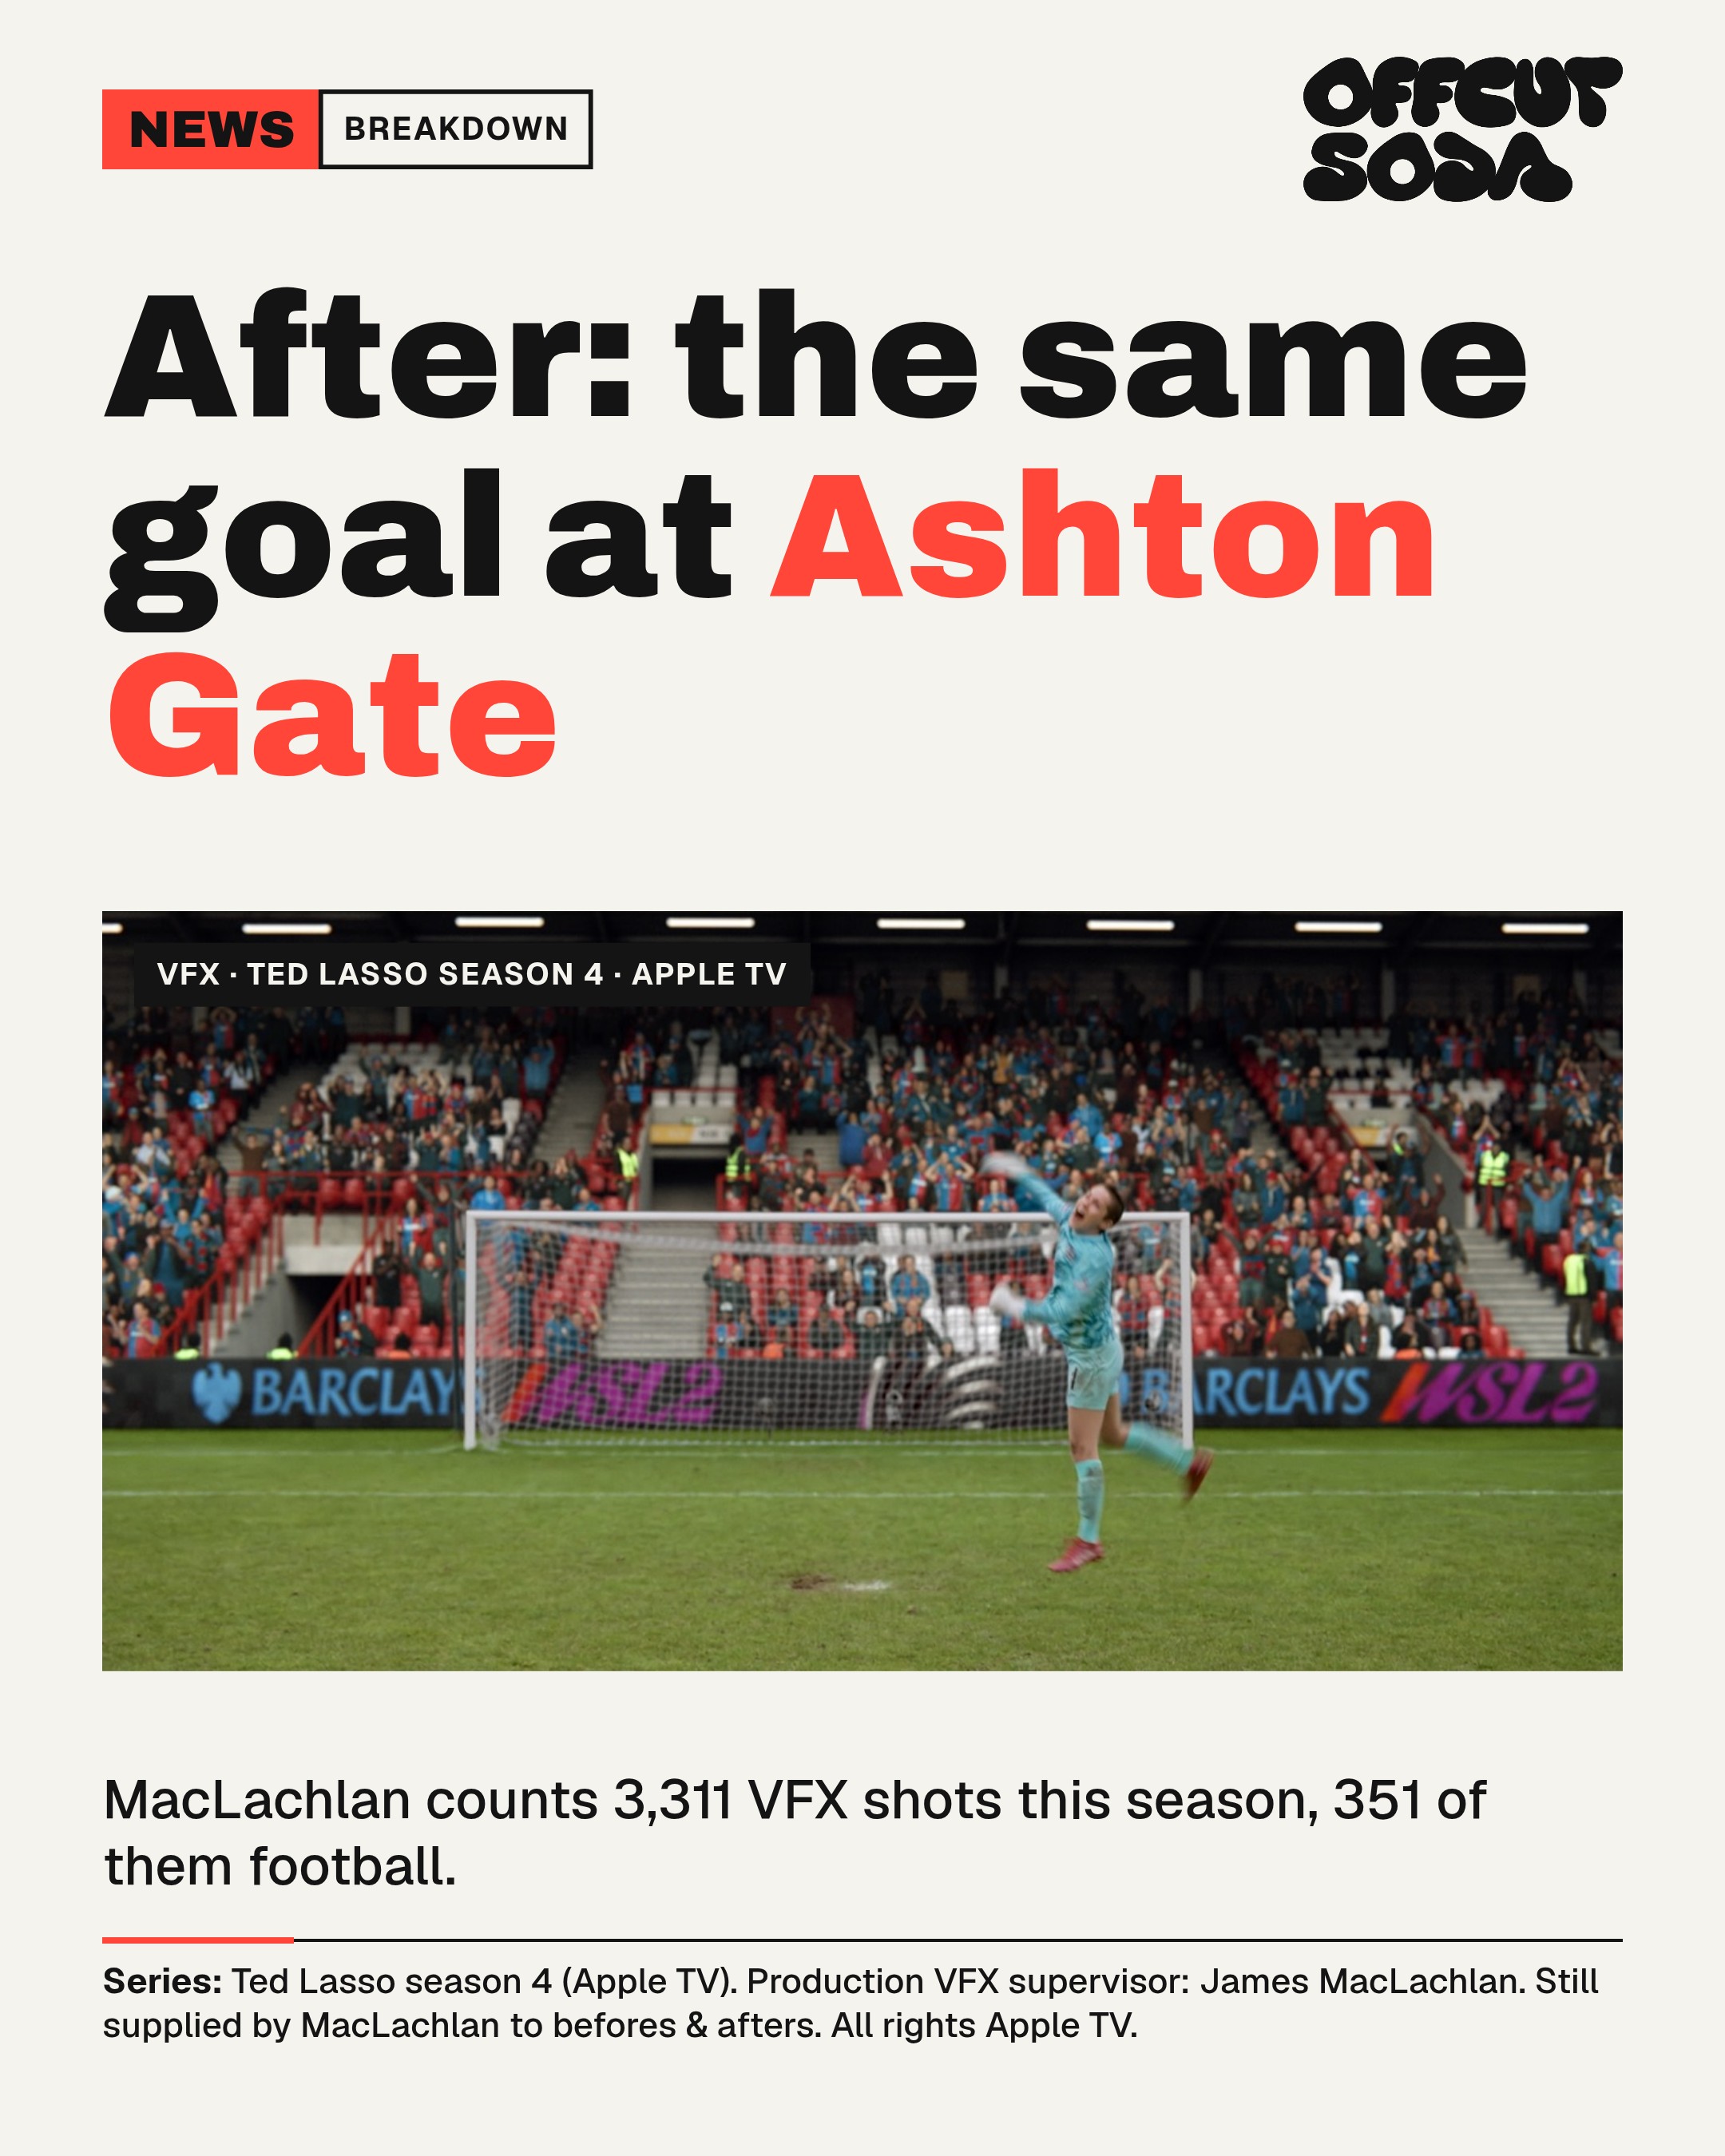 NEWS BREAKDOWN
OFFCUT
SODA
After: the same
goal at Ashton
Gate
VFX · TED LASSO SEASON 4 · APPLE TV
BARCLAYS WSL2 BARCLAYS WSL2
MacLachlan counts 3,311 VFX shots this season, 351 of
them football.
Series: Ted Lasso season 4 (Apple TV). Production VFX supervisor: James MacLachlan. Still
supplied by MacLachlan to befores & afters. All rights Apple TV.